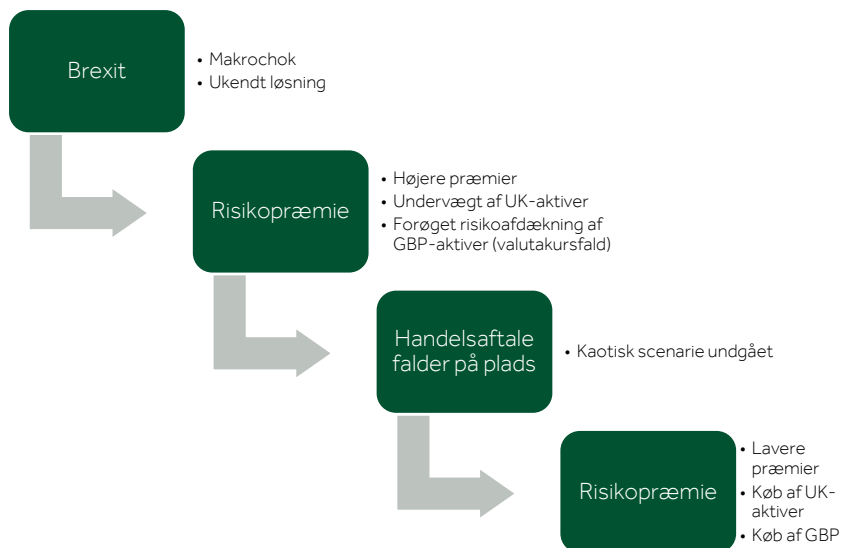 Brexit
• Makrochok
• Ukendt løsning
Risikopræmie
• Højere præmier
• Undervægt af UK-aktiver
• Forøget risikoafdækning af
GBP-aktiver (valutakursfald)
Handelsaftale
falder på plads
• Kaotisk scenarie undgået
Risikopræmie
• Lavere
præmier
• Køb af UK-
aktiver
• Køb af GBP